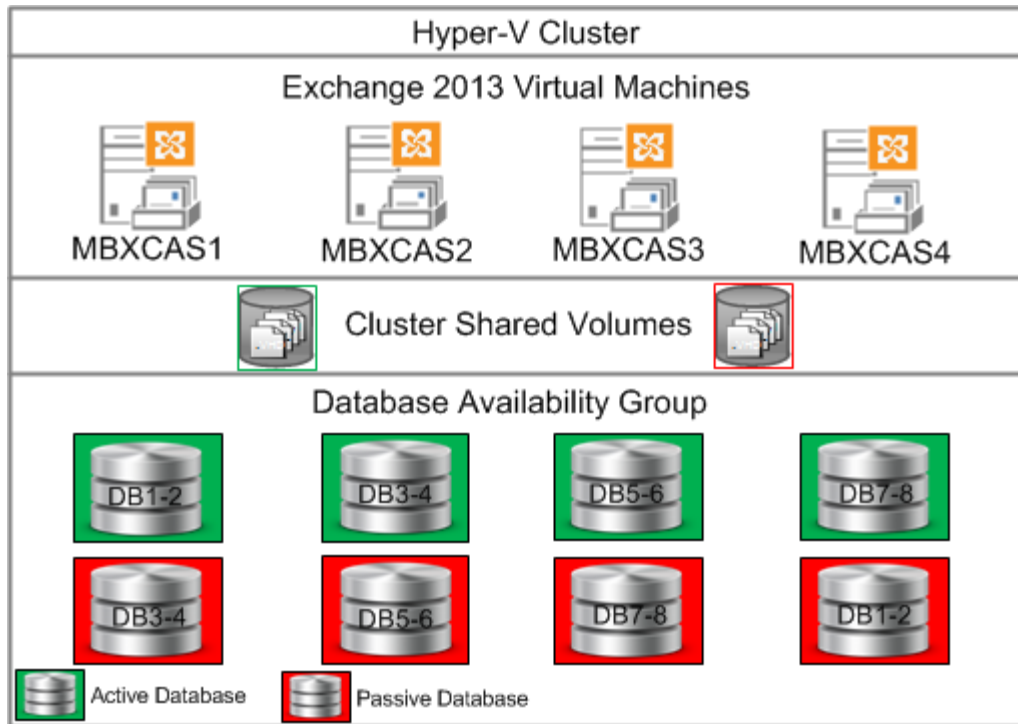 Hyper-V Cluster
Exchange 2013 Virtual Machines
MBXCAS1 MBXCAS2 MBXCAS3 MBXCAS4
Cluster Shared Volumes
Database Availability Group
DB1-2 DB3-4 DB5-6 DB7-8
DB3-4 DB5-6 DB7-8 DB1-2
Active Database Passive Database